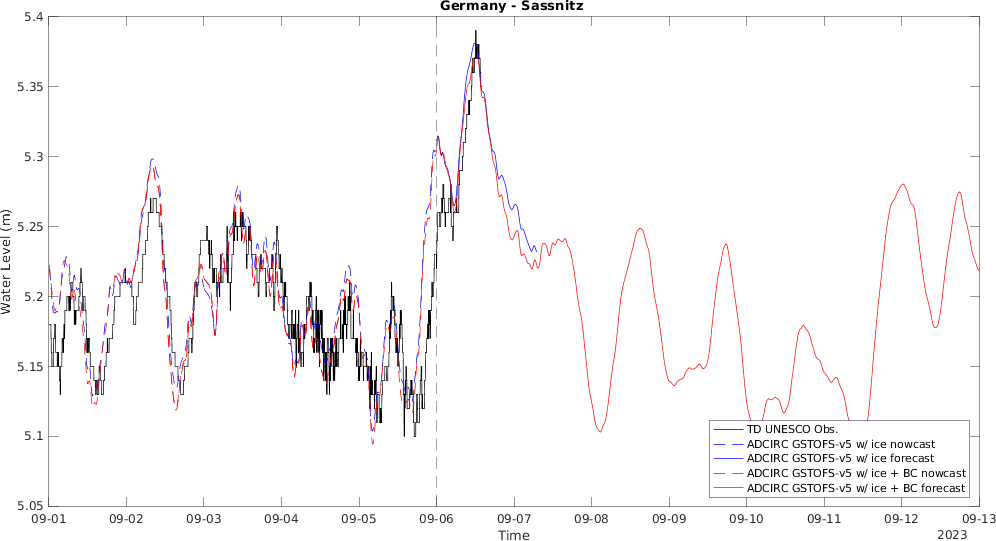 Germany - Sassnitz
5.4
5.35
5.3
5.25
5.2
5.15
5.1
5.05
Water Level (m)
TD UNESCO Obs.
ADCIRC GSTOFS-v5 w/ ice nowcast
ADCIRC GSTOFS-v5 w/ ice forecast
ADCIRC GSTOFS-v5 w/ ice + BC nowcast
ADCIRC GSTOFS-v5 w/ ice + BC forecast
09-01 09-02 09-03 09-04 09-05 09-06 09-07 09-08 09-09 09-10 09-11 09-12 09-13
Time
2023